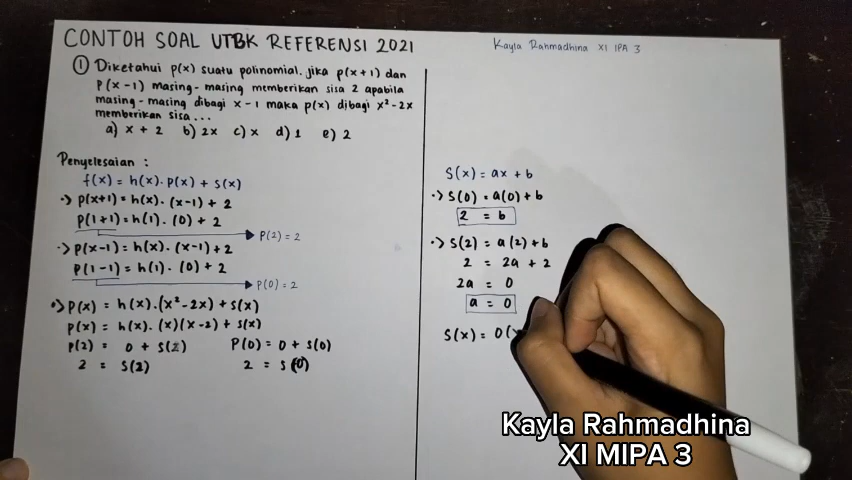 CONTOH SOAL UTBK REFERENSI 2021
Kayla Rahmadhina XI IPA 3
① Diketahui p(x) suatu polinomial. jika p(x+1) dan
P(x-1) masing-masing memberikan sisa 2 apabila
masing-masing dibagi x-1 maka p(x) dibagi x²-2x
memberikan sisa...
a) x + 2 b) 2x c) x d) 1 e) 2
Penyelesaian :
f(x) = h(x). p(x) + s(x)
•> p(x+1) = h(x). (x-1) + 2
p(1+1) = h(1). (0) + 2
P(2) = 2
•> p(x-1) = h(x). (x-1) + 2
p(1-1) = h(1). (0) + 2
P(0) = 2
•> P(x) = h(x).(x²-2x) + s(x)
P(x) = h(x). (x)(x-2) + s(x)
P(2) = 0 + s(2) P(0) = 0 + s(0)
2 = s(2) 2 = s(0)
S(x) = ax + b
•> S(0) = a(0) + b
2 = b
•> S(2) = a(2) + b
2 = 2a + 2
2a = 0
a = 0
S(x) = 0(x
Kayla Rahmadhina
XI MIPA 3